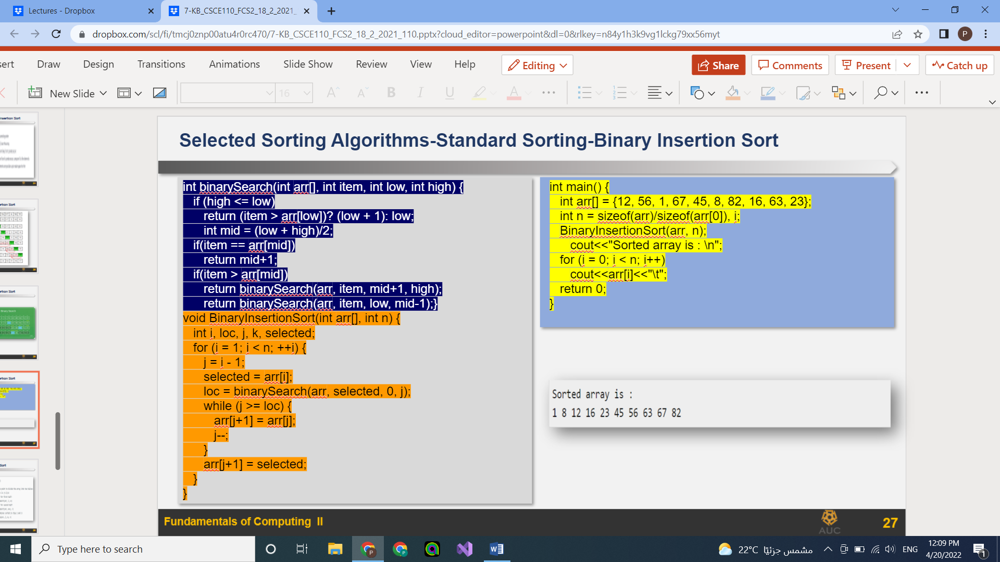 Lectures - Dropbox
7-KB_CSCE110_FCS2_18_2_2021_
dropbox.com/scl/fi/tmcj0znp00atu4r0rc470/7-KB_CSCE110_FCS2_18_2_2021_110.pptx?cloud_editor=powerpoint&dl=0&rlkey=n84y1h3k9vg1lckg79xx56myt
P
sert Draw Design Transitions Animations Slide Show Review View Help Editing Share Comments Present Catch up
New Slide 16 A A B I U A
Selected Sorting Algorithms-Standard Sorting-Binary Insertion Sort
int binarySearch(int arr[], int item, int low, int high) {
if (high <= low)
return (item > arr[low])? (low + 1): low;
int mid = (low + high)/2;
if(item == arr[mid])
return mid+1;
if(item > arr[mid])
return binarySearch(arr, item, mid+1, high);
return binarySearch(arr, item, low, mid-1);}
void BinaryInsertionSort(int arr[], int n) {
int i, loc, j, k, selected;
for (i = 1; i < n; ++i) {
j = i - 1;
selected = arr[i];
loc = binarySearch(arr, selected, 0, j);
while (j >= loc) {
arr[j+1] = arr[j];
j--;
}
arr[j+1] = selected;
}
}
int main() {
int arr[] = {12, 56, 1, 67, 45, 8, 82, 16, 63, 23};
int n = sizeof(arr)/sizeof(arr[0]), i;
BinaryInsertionSort(arr, n);
cout<<"Sorted array is : \n";
for (i = 0; i < n; i++)
cout<<arr[i]<<"\t";
return 0;
}
Sorted array is :
1 8 12 16 23 45 56 63 67 82
Fundamentals of Computing II
AUC
27
Type here to search
22°C مشمس جزئيًا
ENG
12:09 PM
4/20/2022
1